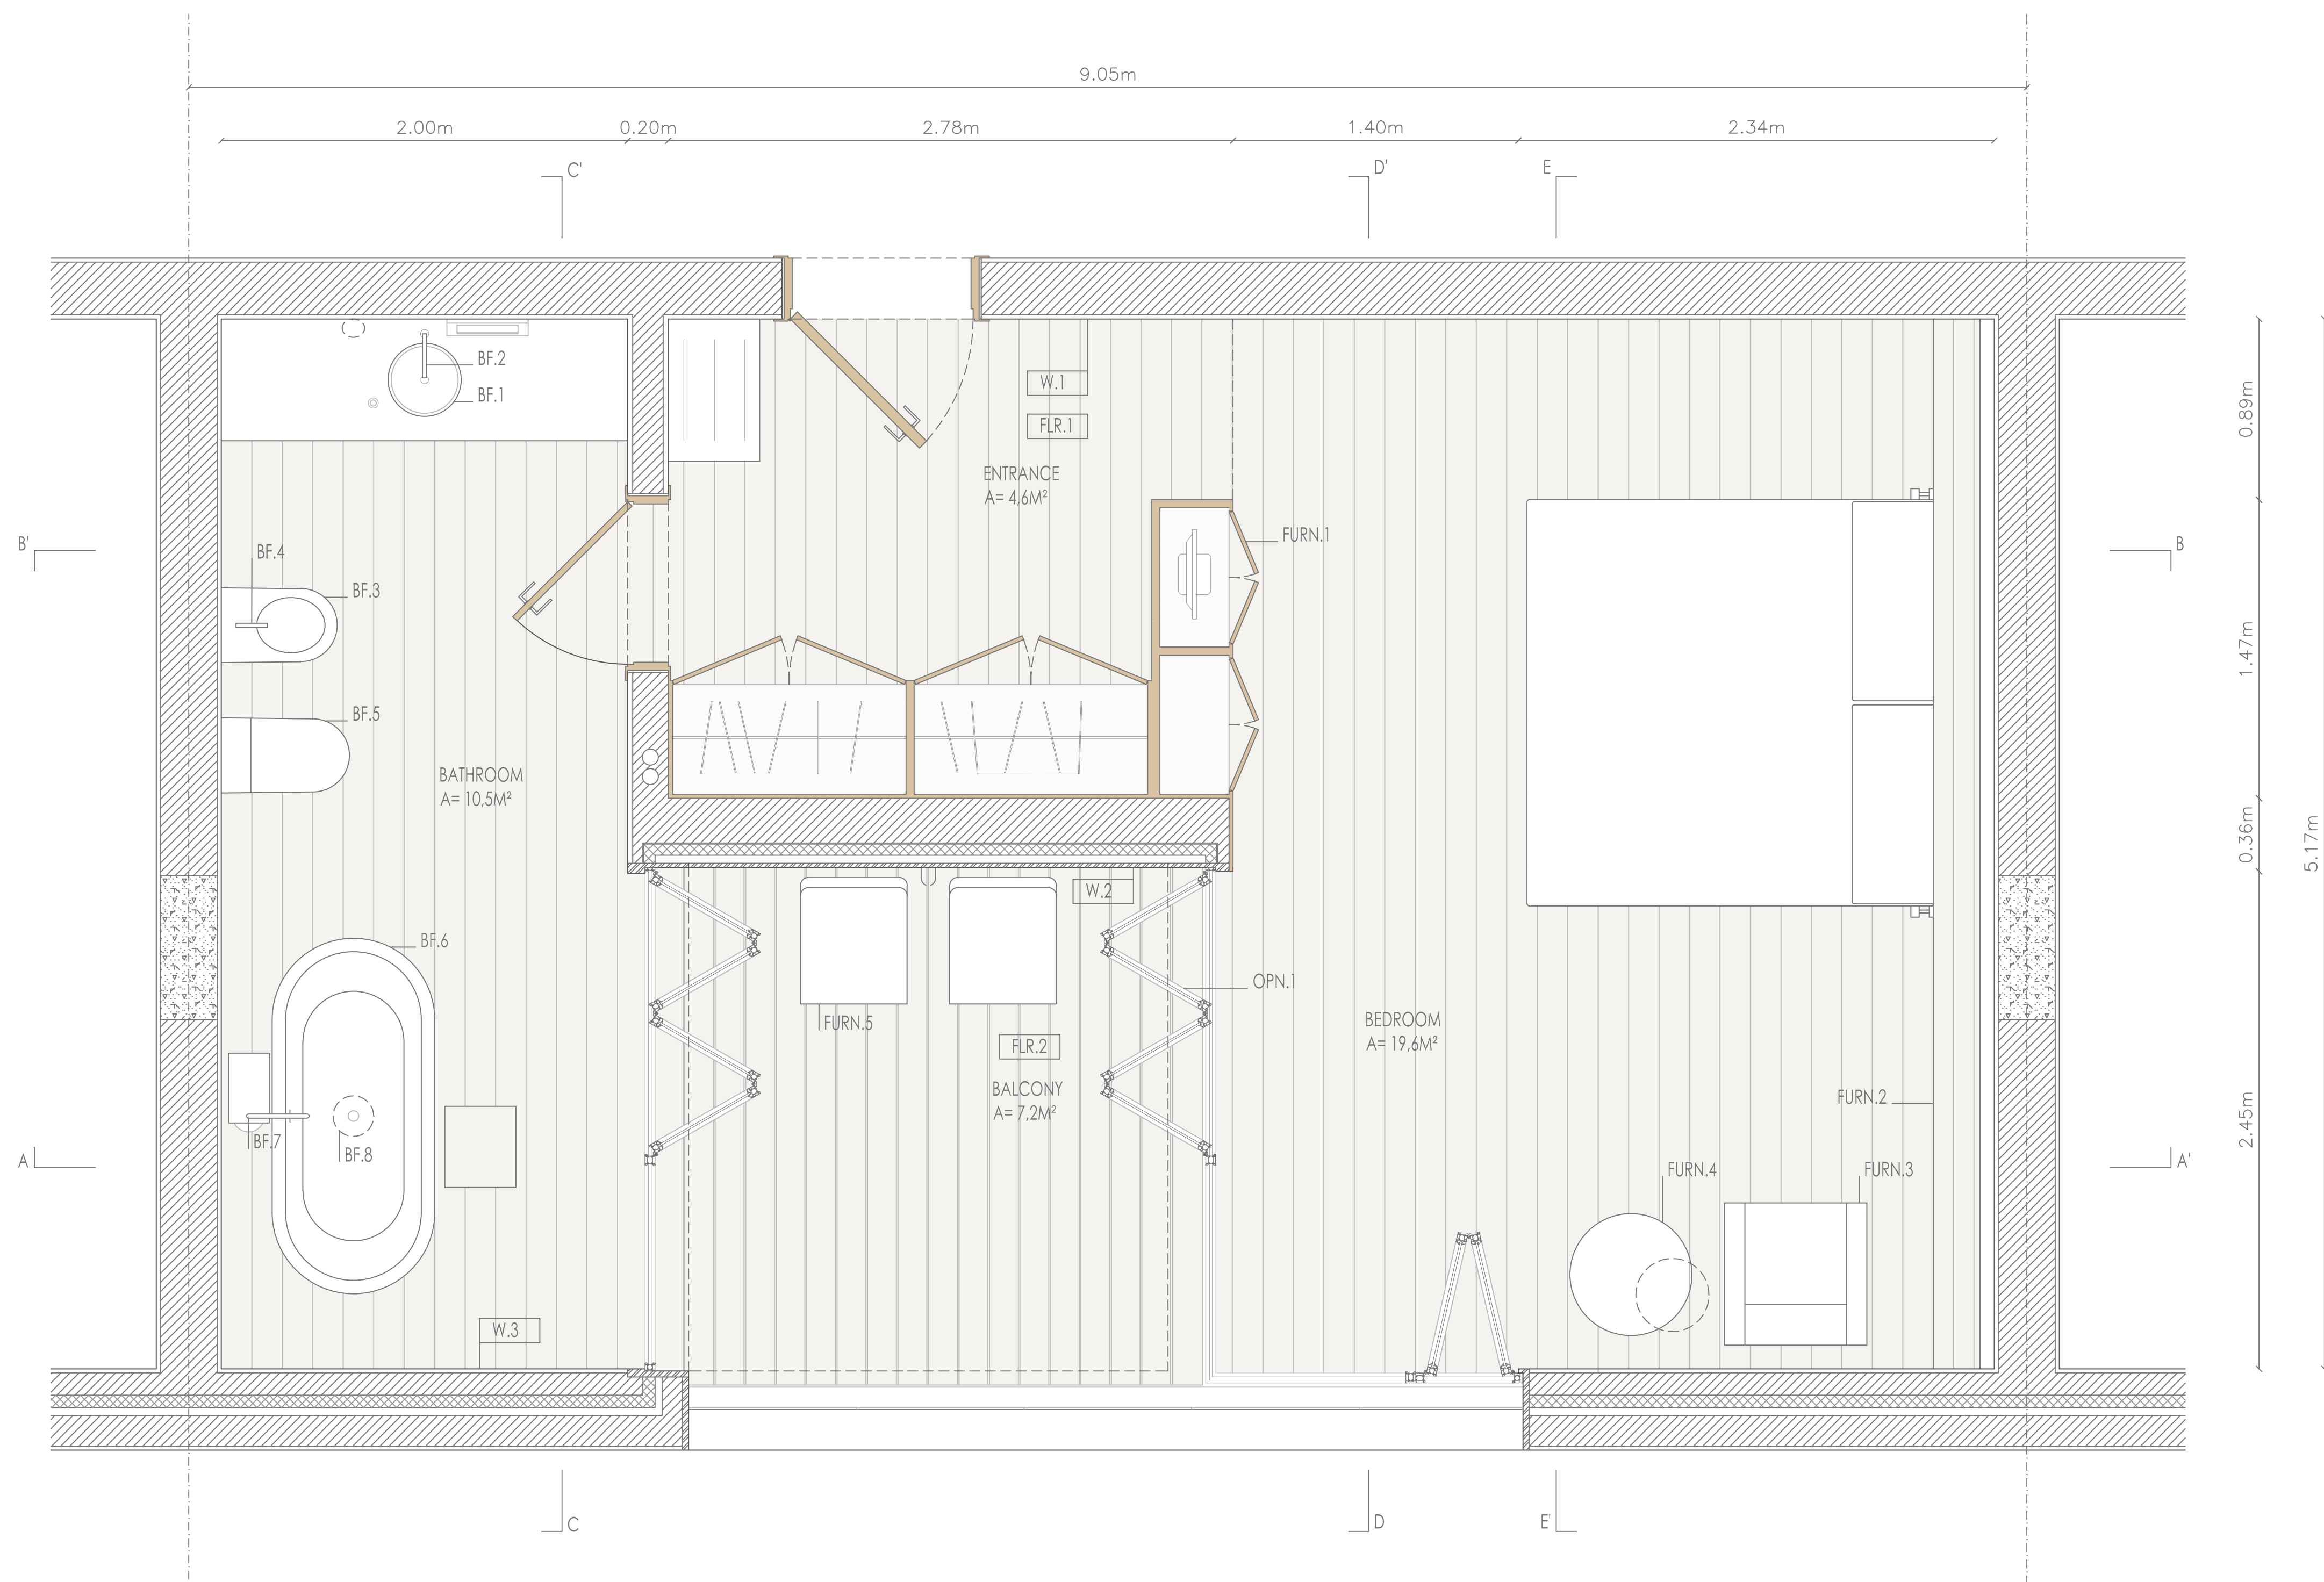 9.05m
2.00m
0.20m
2.78m
1.40m
2.34m
C'
D'
E
BF.2
BF.1
W.1
FLR.1
0.89m
ENTRANCE
A= 4,6M²
B'
BF.4
FURN.1
B
BF.3
1.47m
BF.5
BATHROOM
A= 10,5M²
0.36m
5.17m
W.2
BF.6
OPN.1
FURN.5
BEDROOM
A= 19,6M²
FLR.2
BALCONY
A= 7,2M²
FURN.2
2.45m
BF.7
BF.8
A
FURN.4
FURN.3
A'
W.3
C
D
E'